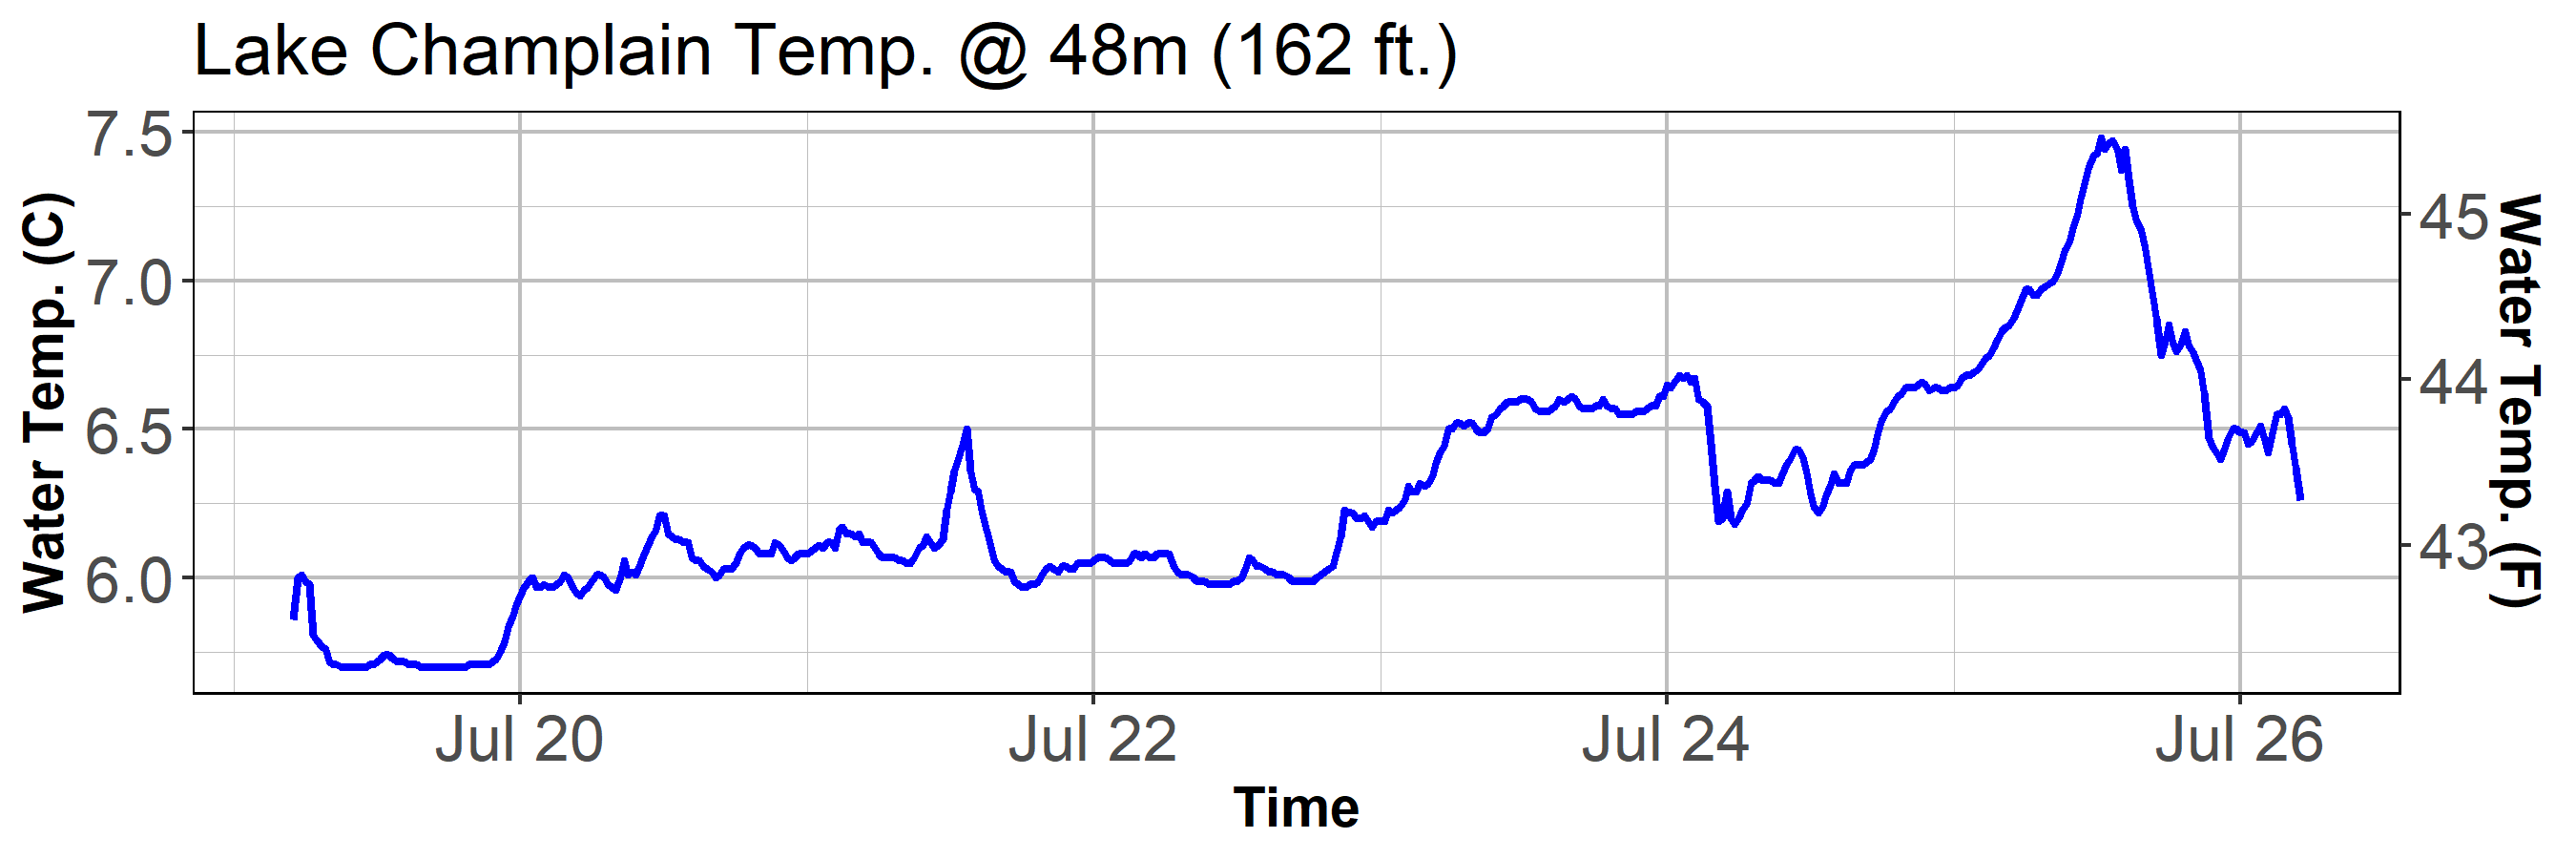 Lake Champlain Temp. @ 48m (162 ft.)
Water Temp. (C)
7.5
7.0
6.5
6.0
45
44
43
Water Temp. (F)
Jul 20 Jul 22 Jul 24 Jul 26
Time